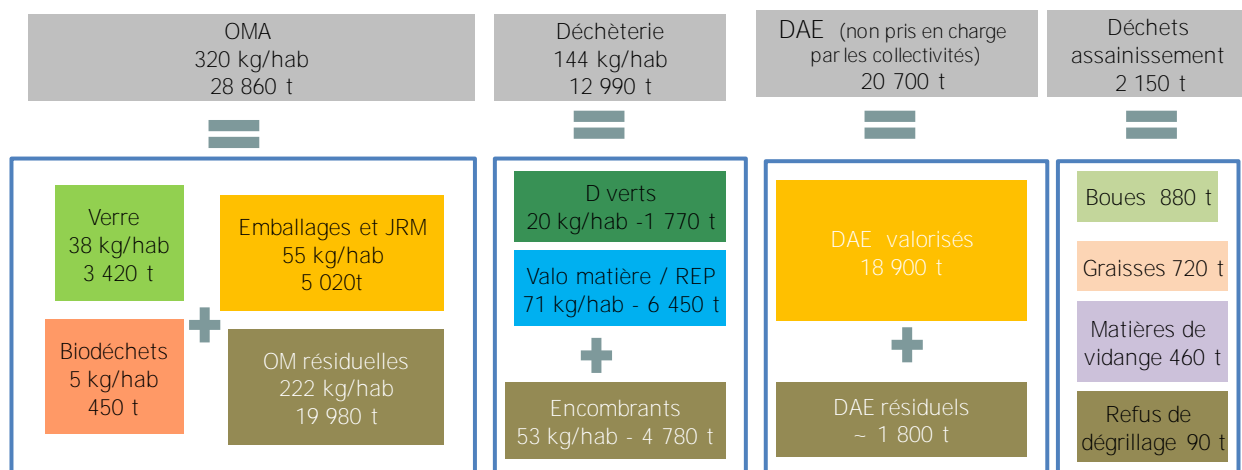 OMA
320 kg/hab
28 860 t
Déchèterie
144 kg/hab
12 990 t
DAE (non pris en charge
par les collectivités)
20 700 t
Déchets
assainissement
2 150 t
Verre
38 kg/hab
3 420 t
Emballages et JRM
55 kg/hab
5 020t
Biodéchets
5 kg/hab
450 t
OM résiduelles
222 kg/hab
19 980 t
D verts
20 kg/hab -1 770 t
Valo matière / REP
71 kg/hab - 6 450 t
Encombrants
53 kg/hab - 4 780 t
DAE valorisés
18 900 t
DAE résiduels
~ 1 800 t
Boues 880 t
Graisses 720 t
Matières de
vidange 460 t
Refus de
dégrillage 90 t